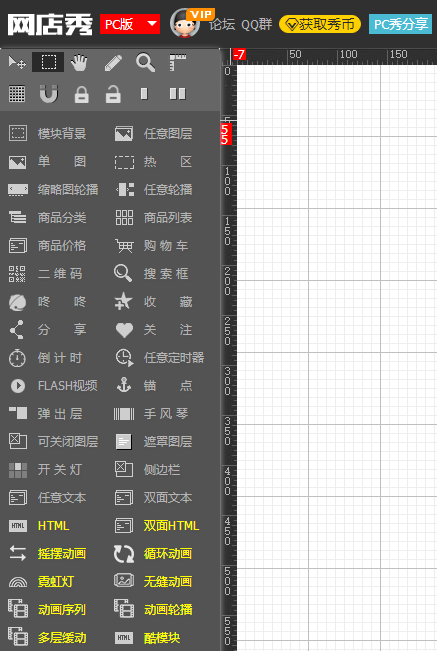 网店秀 PC版 VIP 论坛 QQ群 获取秀币 PC秀分享
-7 50 100 150
模块背景 任意图层
单 图 热 区
缩略图轮播 任意轮播
商品分类 商品列表
商品价格 购 物 车
二 维 码 搜 索 框
咚 咚 收 藏
分 享 关 注
倒 计 时 任意定时器
FLASH视频 锚 点
弹 出 层 手 风 琴
可关闭图层 遮罩图层
开 关 灯 侧边栏
任意文本 双面文本
HTML HTML 双面HTML
摇摆动画 循环动画
霓虹灯 无缝动画
动画序列 动画轮播
多层缓动 HTML 酷模块
0
55
100
150
200
250
300
350
400
450
500
550